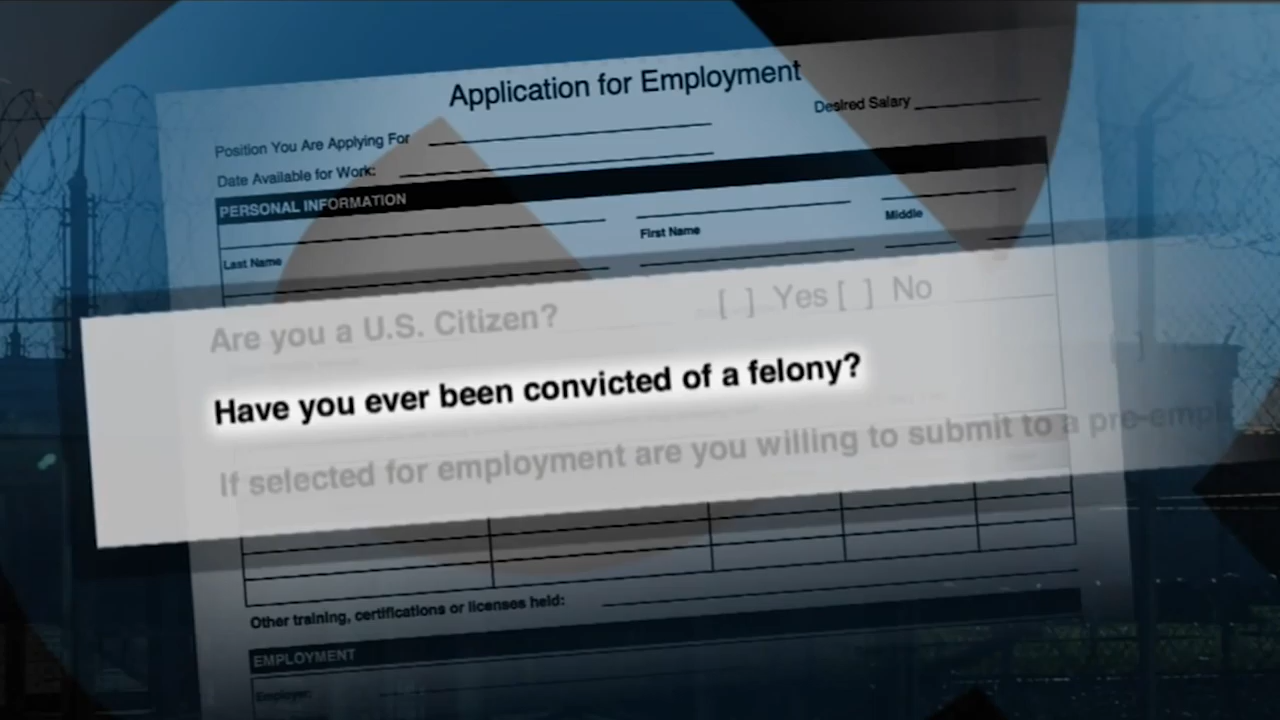 Application for Employment
Desired Salary
Position You Are Applying For
Date Available for Work:
PERSONAL INFORMATION
Last Name
First Name
Middle
Are you a U.S. Citizen? [ ] Yes [ ] No
Have you ever been convicted of a felony?
If selected for employment are you willing to submit to a pre-empl
Other training, certifications or licenses held:
EMPLOYMENT
Employer: